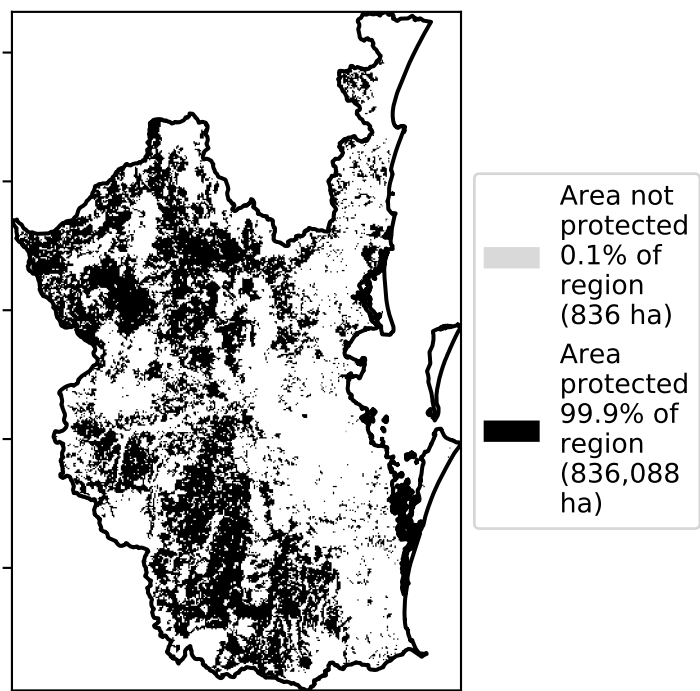 Area not
protected
0.1% of
region
(836 ha)
Area
protected
99.9% of
region
(836,088
ha)